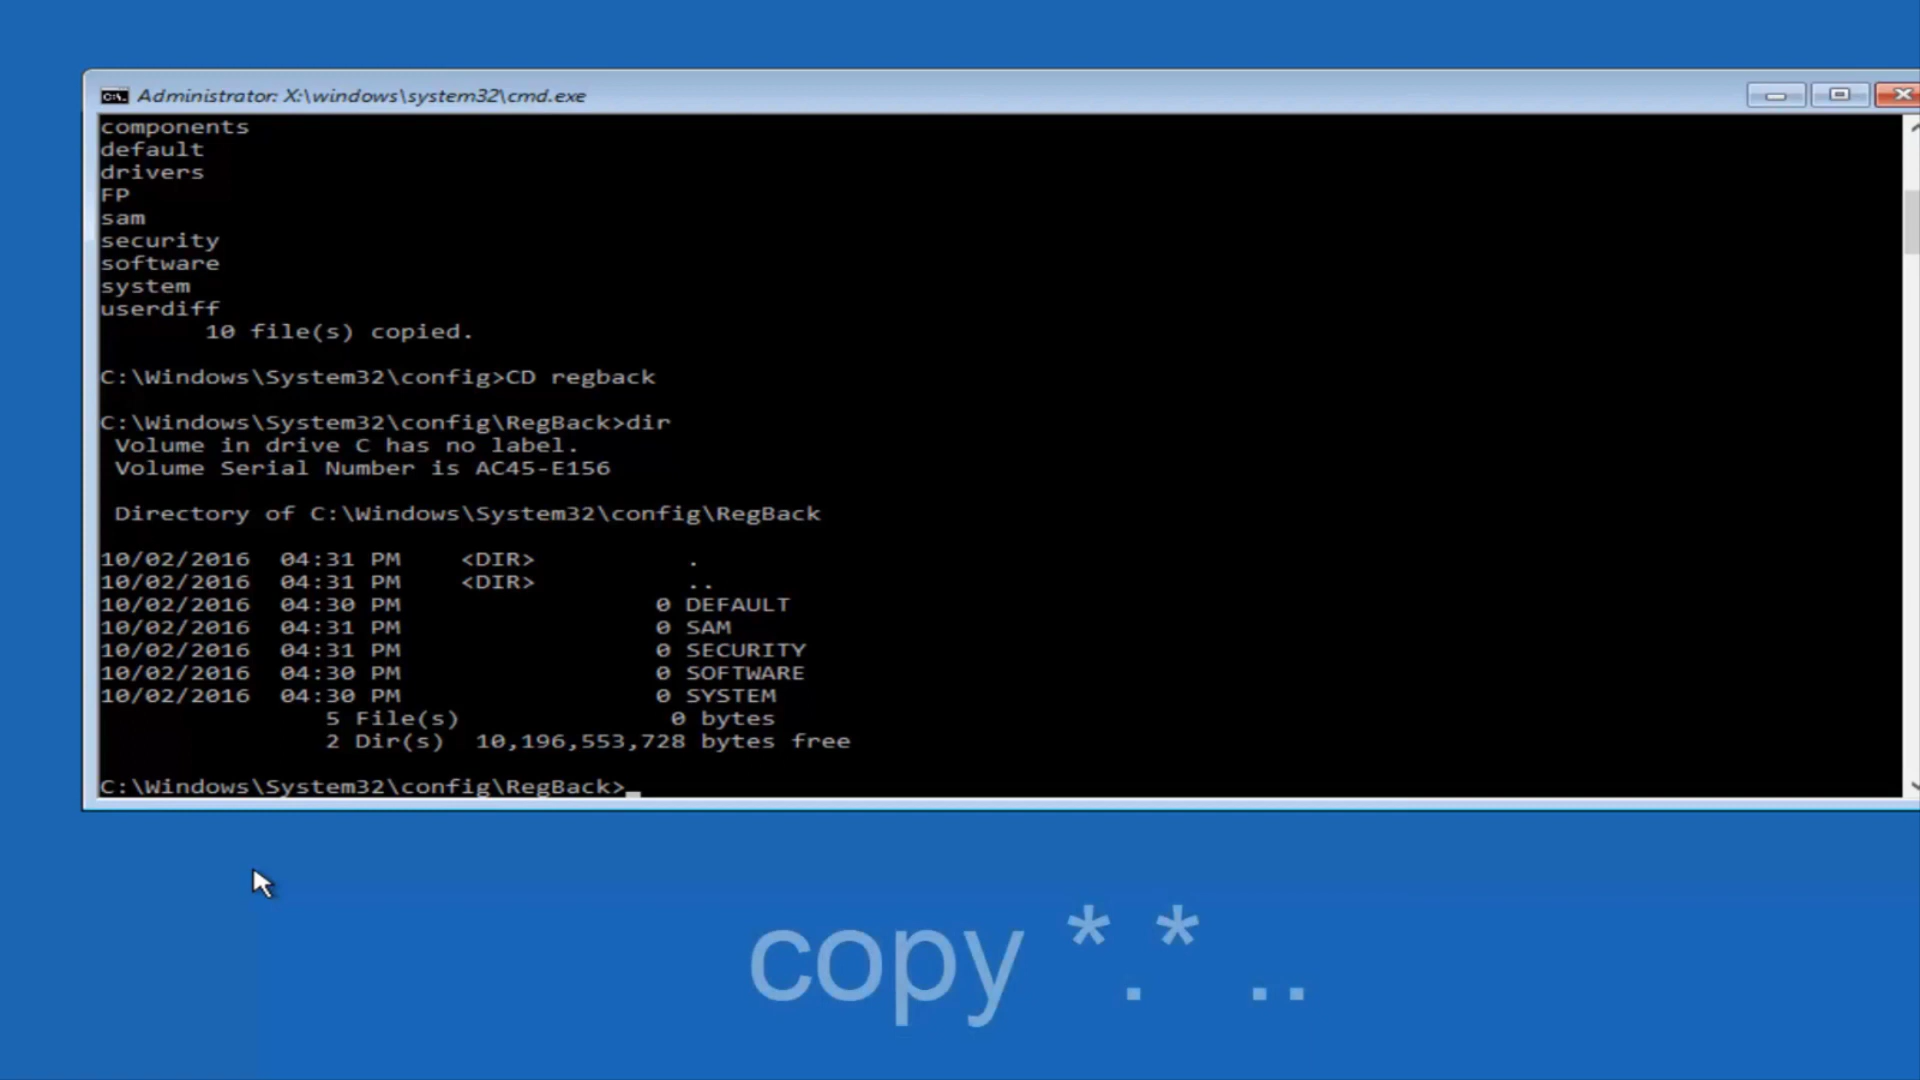 Administrator: X:\windows\system32\cmd.exe
components
default
drivers
FP
sam
security
software
system
userdiff
10 file(s) copied.
C:\Windows\System32\config>CD regback
C:\Windows\System32\config\RegBack>dir
Volume in drive C has no label.
Volume Serial Number is AC45-E156
Directory of C:\Windows\System32\config\RegBack
10/02/2016 04:31 PM <DIR> .
10/02/2016 04:31 PM <DIR> ..
10/02/2016 04:30 PM 0 DEFAULT
10/02/2016 04:31 PM 0 SAM
10/02/2016 04:31 PM 0 SECURITY
10/02/2016 04:30 PM 0 SOFTWARE
10/02/2016 04:30 PM 0 SYSTEM
5 File(s) 0 bytes
2 Dir(s) 10,196,553,728 bytes free
C:\Windows\System32\config\RegBack>_
copy *.* ..